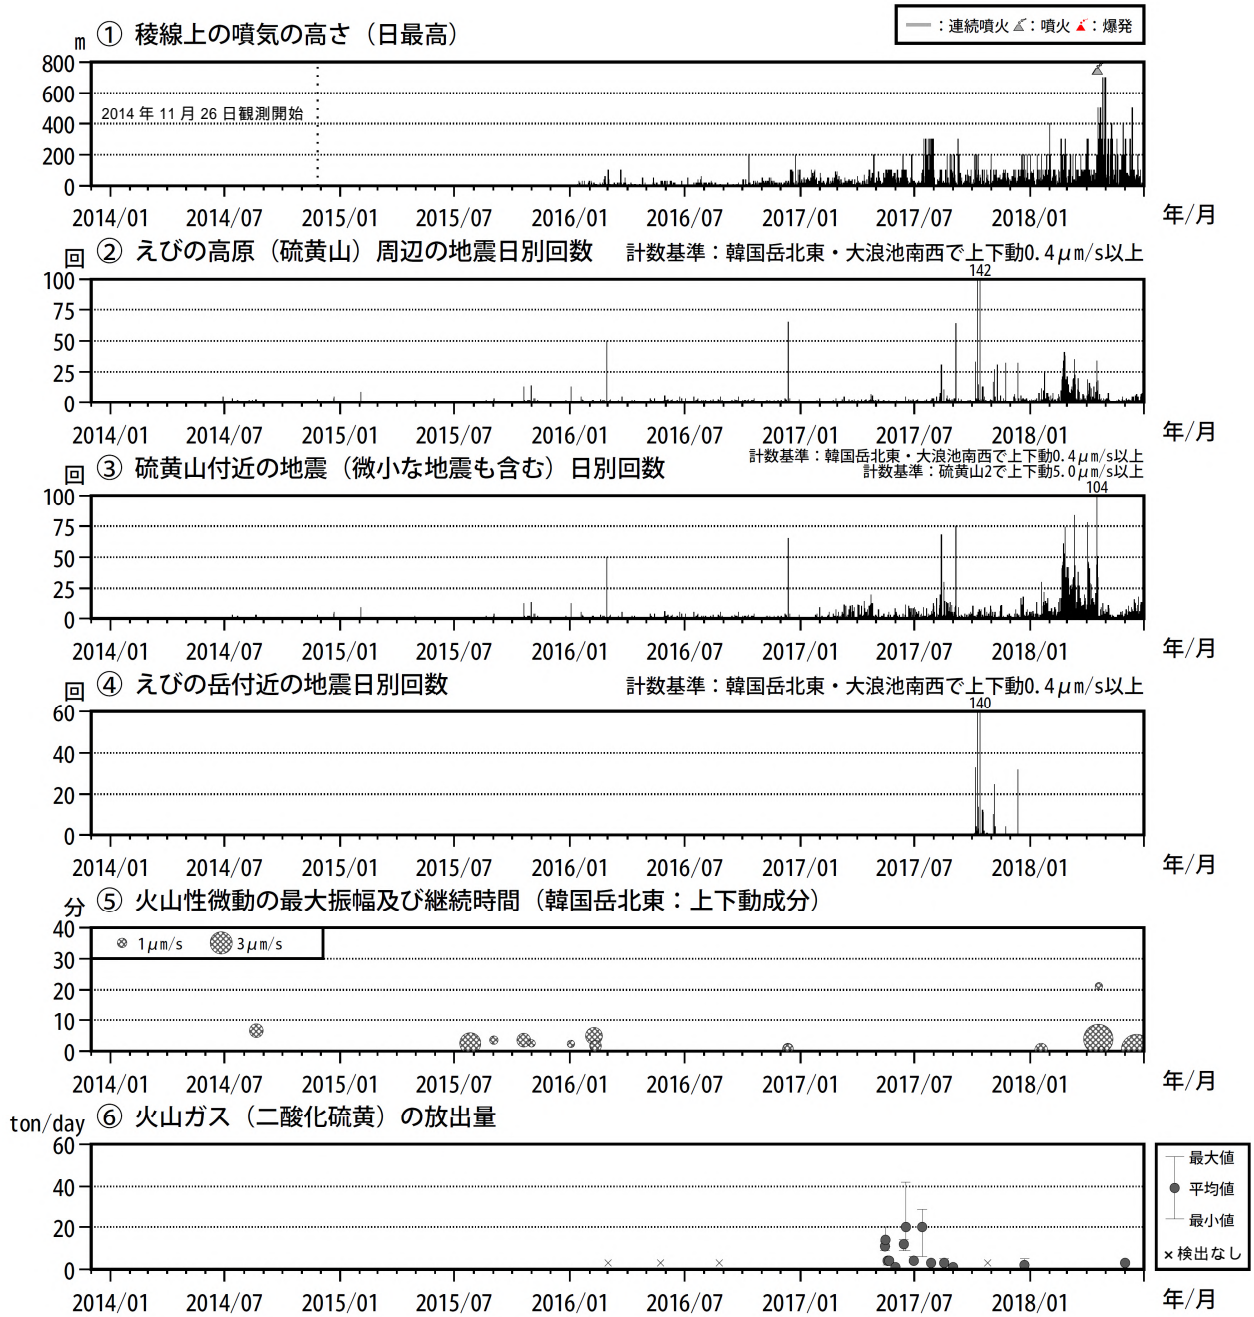 ① 稜線上の噴気の高さ（日最高）
：連続噴火 ：噴火 ：爆発
m
800
600
400
200
0
2014年11月26日観測開始
2014/01 2014/07 2015/01 2015/07 2016/01 2016/07 2017/01 2017/07 2018/01 年/月
回 ② えびの高原（硫黄山）周辺の地震日別回数 計数基準：韓国岳北東・大浪池南西で上下動0.4μm/s以上
142
100
75
50
25
0
2014/01 2014/07 2015/01 2015/07 2016/01 2016/07 2017/01 2017/07 2018/01 年/月
回 ③ 硫黄山付近の地震（微小な地震も含む）日別回数
計数基準：韓国岳北東・大浪池南西で上下動0.4μm/s以上
計数基準：硫黄山2で上下動5.0μm/s以上
104
100
75
50
25
0
2014/01 2014/07 2015/01 2015/07 2016/01 2016/07 2017/01 2017/07 2018/01 年/月
回 ④ えびの岳付近の地震日別回数 計数基準：韓国岳北東・大浪池南西で上下動0.4μm/s以上
140
60
40
20
0
2014/01 2014/07 2015/01 2015/07 2016/01 2016/07 2017/01 2017/07 2018/01 年/月
分 ⑤ 火山性微動の最大振幅及び継続時間（韓国岳北東：上下動成分）
40
30
20
10
0
1μm/s 3μm/s
2014/01 2014/07 2015/01 2015/07 2016/01 2016/07 2017/01 2017/07 2018/01 年/月
ton/day ⑥ 火山ガス（二酸化硫黄）の放出量
60
40
20
0
最大値
平均値
最小値
×検出なし
2014/01 2014/07 2015/01 2015/07 2016/01 2016/07 2017/01 2017/07 2018/01 年/月